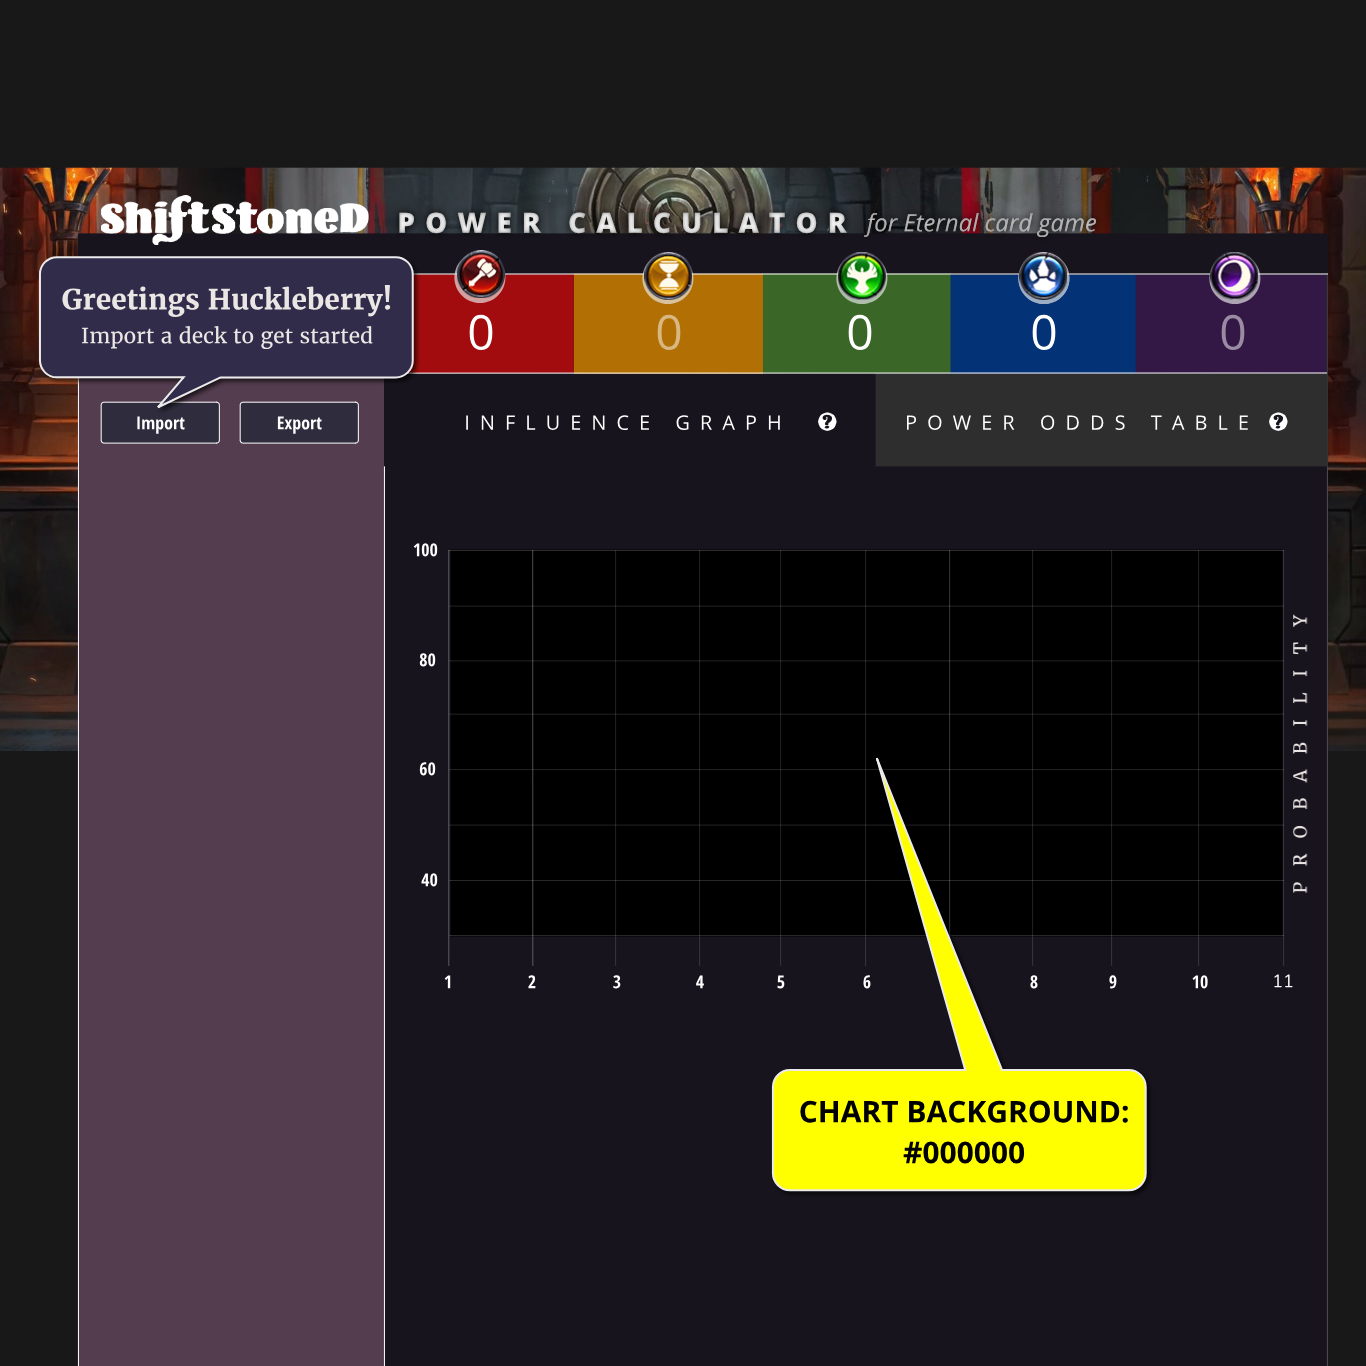 ShiftStoneD POWER CALCULATOR for Eternal card game
Greetings Huckleberry!
Import a deck to get started
0 0 0 0 0
Import Export
INFLUENCE GRAPH ? POWER ODDS TABLE ?
100
80
60
40
PROBABILITY
1 2 3 4 5 6 8 9 10 11
CHART BACKGROUND:
#000000